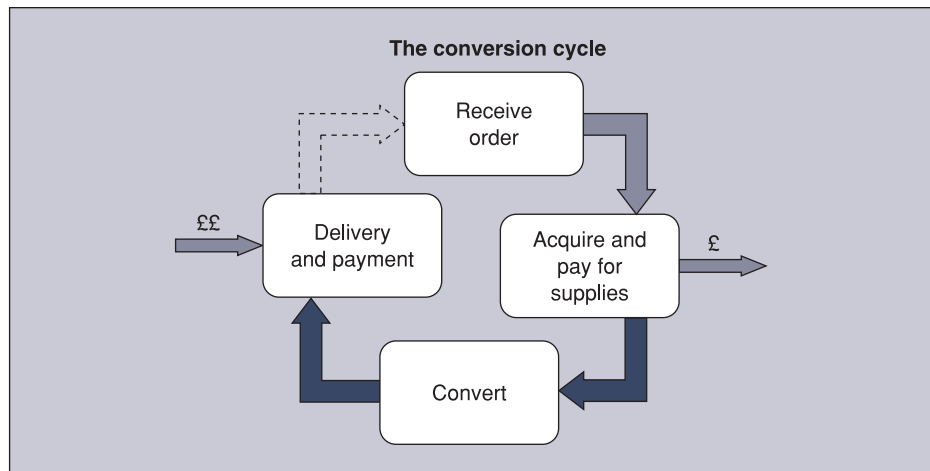 The conversion cycle
Receive
order
££
Delivery
and payment
Acquire and
pay for
supplies
£
Convert